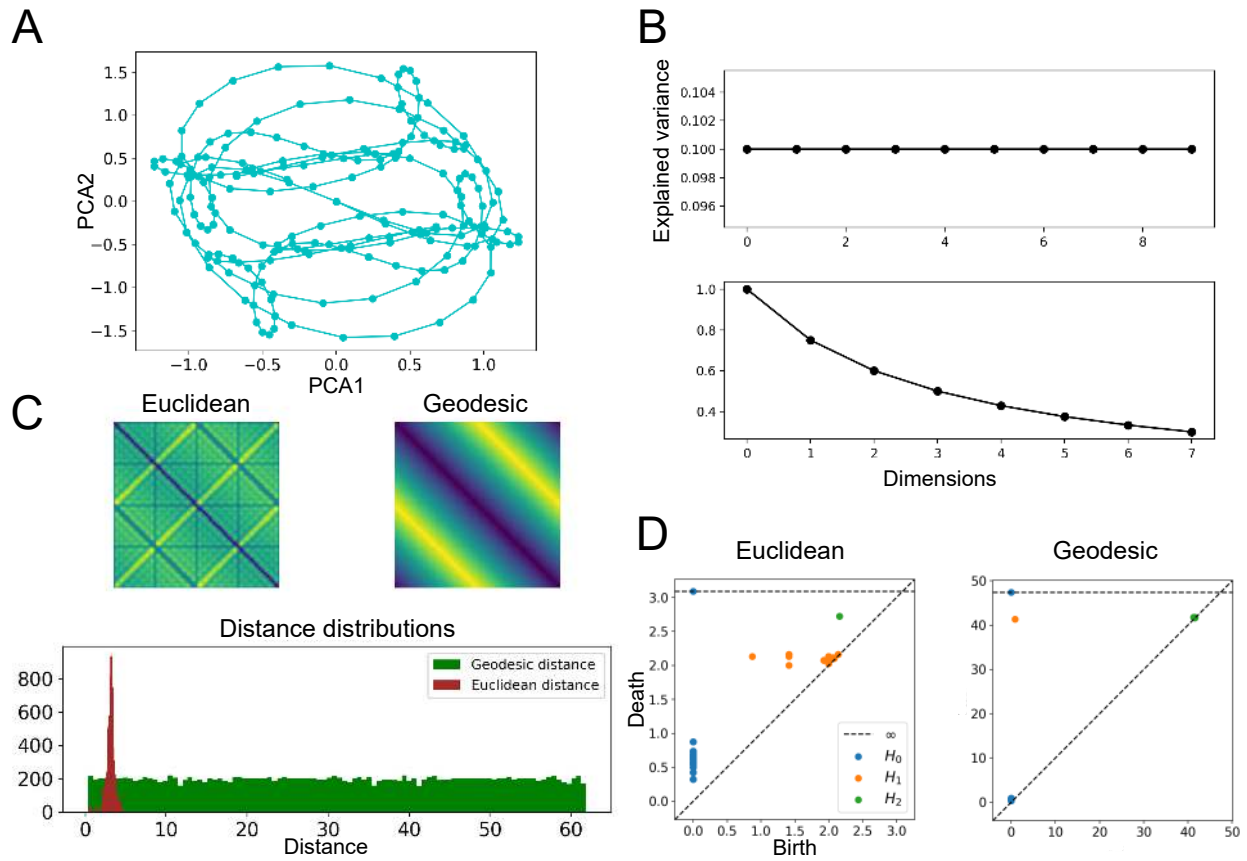 A
1.5
1.0
0.5
0.0
−0.5
−1.0
−1.5
PCA2
−1.0 −0.5 0.0 0.5 1.0
PCA1
B
0.104
0.102
0.100
0.098
0.096
Explained variance
0 2 4 6 8
1.0
0.8
0.6
0.4
0 1 2 3 4 5 6 7
Dimensions
C
Euclidean
Geodesic
Distance distributions
800
600
400
200
0
Geodesic distance
Euclidean distance
0 10 20 30 40 50 60
Distance
D
Euclidean
3.0
2.5
2.0
1.5
1.0
0.5
0.0
Death
∞
H₀
H₁
H₂
0.0 0.5 1.0 1.5 2.0 2.5 3.0
Birth
Geodesic
50
40
30
20
10
0
0 10 20 30 40 50